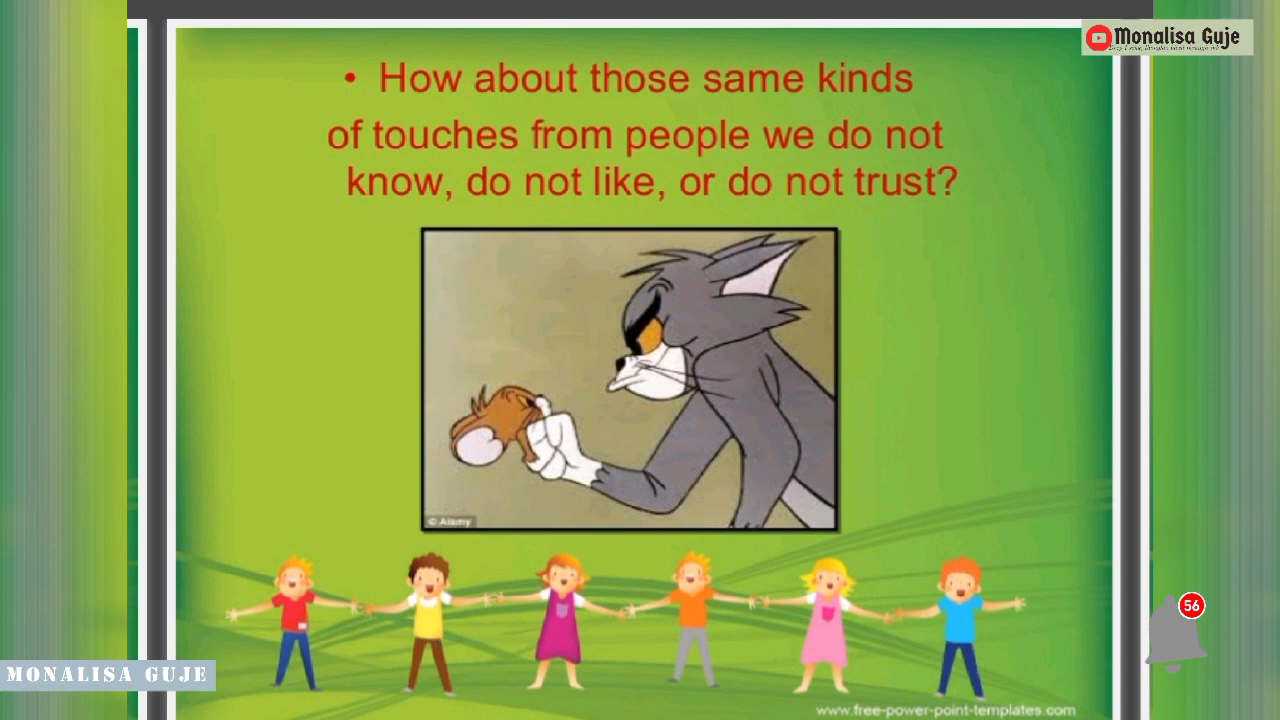 Monalisa Guje
• How about those same kinds
of touches from people we do not
know, do not like, or do not trust?
© Alamy
56
MONALISA GUJE
www.free-power-point-templates.com